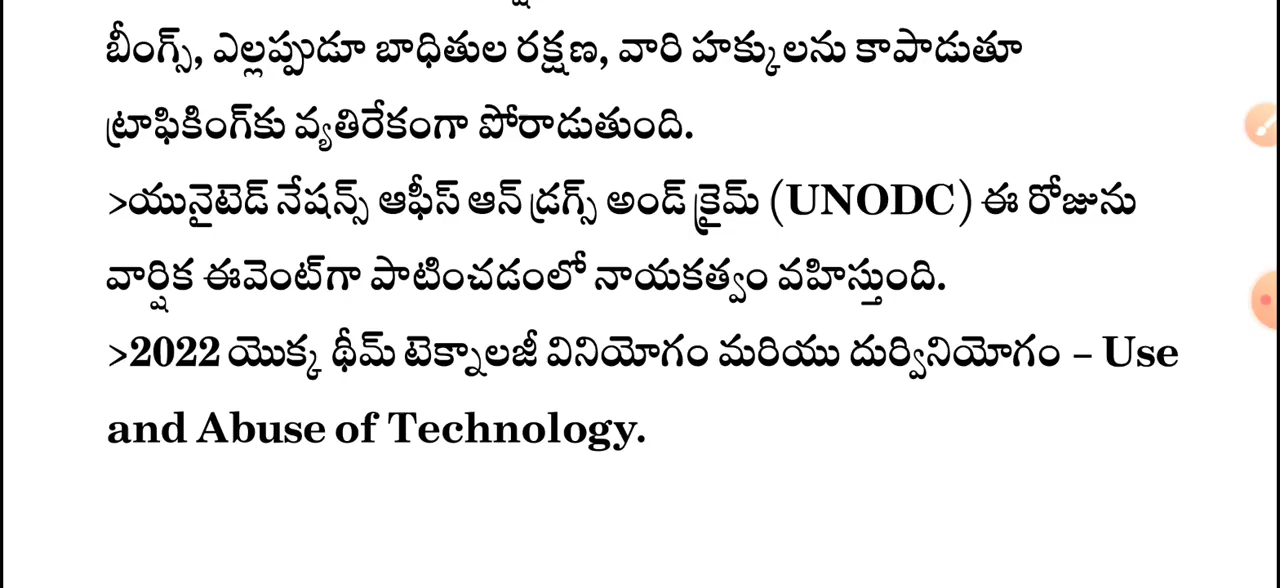 బీంగ్స్, ఎల్లప్పుడూ బాధితుల రక్షణ, వారి హక్కులను కాపాడుతూ
ట్రాఫికింగ్‌కు వ్యతిరేకంగా పోరాడుతుంది.
>యునైటెడ్ నేషన్స్ ఆఫీస్ ఆన్ డ్రగ్స్ అండ్ క్రైమ్ (UNODC) ఈ రోజును
వార్షిక ఈవెంట్‌గా పాటించడంలో నాయకత్వం వహిస్తుంది.
>2022 యొక్క థీమ్ టెక్నాలజీ వినియోగం మరియు దుర్వినియోగం – Use
and Abuse of Technology.